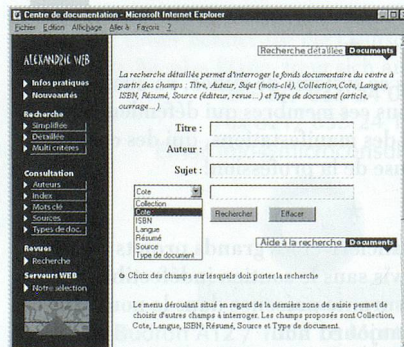 Centre de documentation - Microsoft Internet Explorer
Fichier Edition Affichage Aller à Favoris ?
ALEXANDRIE WEB
Infos pratiques
Nouveautés
Recherche
Simplifiée
Détaillée
Multi critères
Consultation
Auteurs
Index
Mots clé
Sources
Types de doc.
Revues
Recherche
Serveurs WEB
Notre sélection
Recherche détaillée Documents
La recherche détaillée permet d'interroger le fonds documentaire du centre à
partir des champs : Titre, Auteur, Sujet (mots-clé), Collection, Cote, Langue,
ISBN, Résumé, Source (éditeur, revue...) et Type de document (article,
ouvrage...).
Titre :
Auteur :
Sujet :
Cote
Collection
Cote
ISBN
Langue
Résumé
Source
Type de document
Rechercher Effacer
Aide à la recherche Documents
Choix des champs sur lesquels doit porter la recherche
Le menu déroulant situé en regard de la dernière zone de saisie permet de
choisir d'autres champs à interroger. Les champs proposés sont Collection,
Cote, Langue, ISBN, Résumé, Source et Type de document.